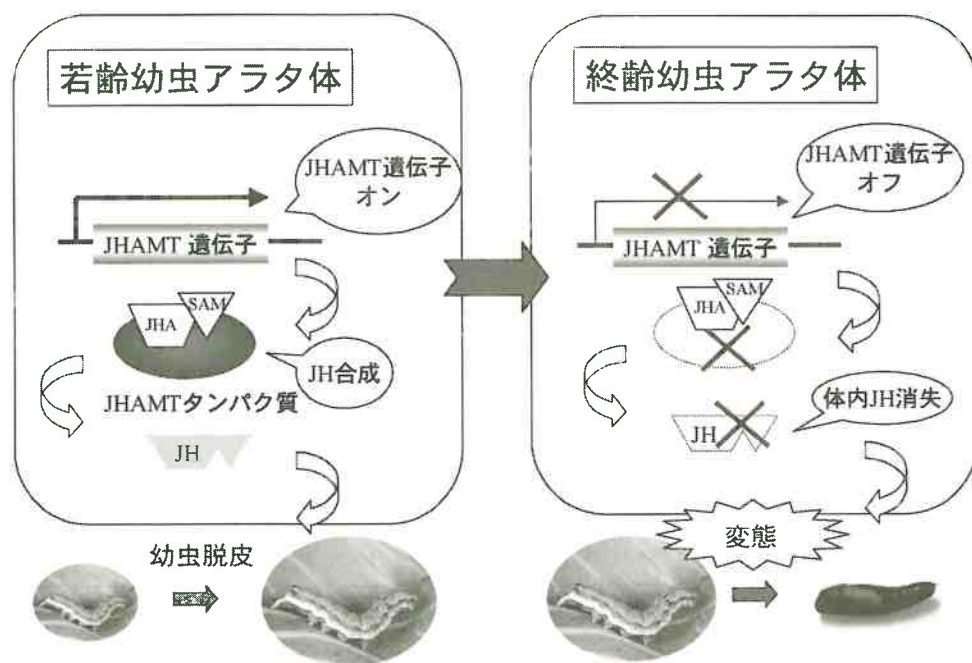 若齢幼虫アラタ体
JHAMT遺伝子
オン
JHAMT 遺伝子
SAM
JHA
JH合成
JHAMTタンパク質
JH
幼虫脱皮
終齢幼虫アラタ体
JHAMT遺伝子
オフ
JHAMT 遺伝子
SAM
JHA
体内JH消失
JH
変態